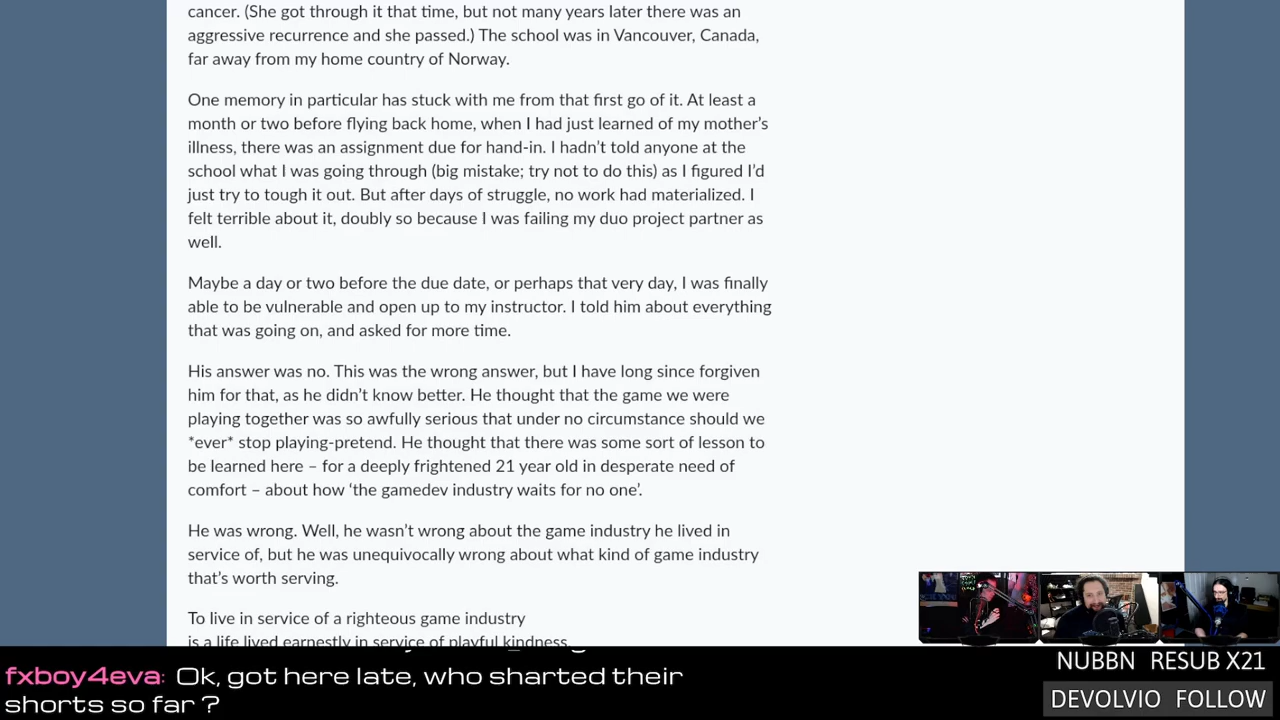 cancer. (She got through it that time, but not many years later there was an
aggressive recurrence and she passed.) The school was in Vancouver, Canada,
far away from my home country of Norway.
One memory in particular has stuck with me from that first go of it. At least a
month or two before flying back home, when I had just learned of my mother’s
illness, there was an assignment due for hand-in. I hadn’t told anyone at the
school what I was going through (big mistake; try not to do this) as I figured I’d
just try to tough it out. But after days of struggle, no work had materialized. I
felt terrible about it, doubly so because I was failing my duo project partner as
well.
Maybe a day or two before the due date, or perhaps that very day, I was finally
able to be vulnerable and open up to my instructor. I told him about everything
that was going on, and asked for more time.
His answer was no. This was the wrong answer, but I have long since forgiven
him for that, as he didn’t know better. He thought that the game we were
playing together was so awfully serious that under no circumstance should we
*ever* stop playing-pretend. He thought that there was some sort of lesson to
be learned here – for a deeply frightened 21 year old in desperate need of
comfort – about how ‘the gamedev industry waits for no one’.
He was wrong. Well, he wasn’t wrong about the game industry he lived in
service of, but he was unequivocally wrong about what kind of game industry
that’s worth serving.
To live in service of a righteous game industry
is a life lived earnestly in service of playful kindness
fxboy4eva: Ok, got here late, who sharted their
shorts so far ?
NUBBN RESUB X21
DEVOLVIO FOLLOW